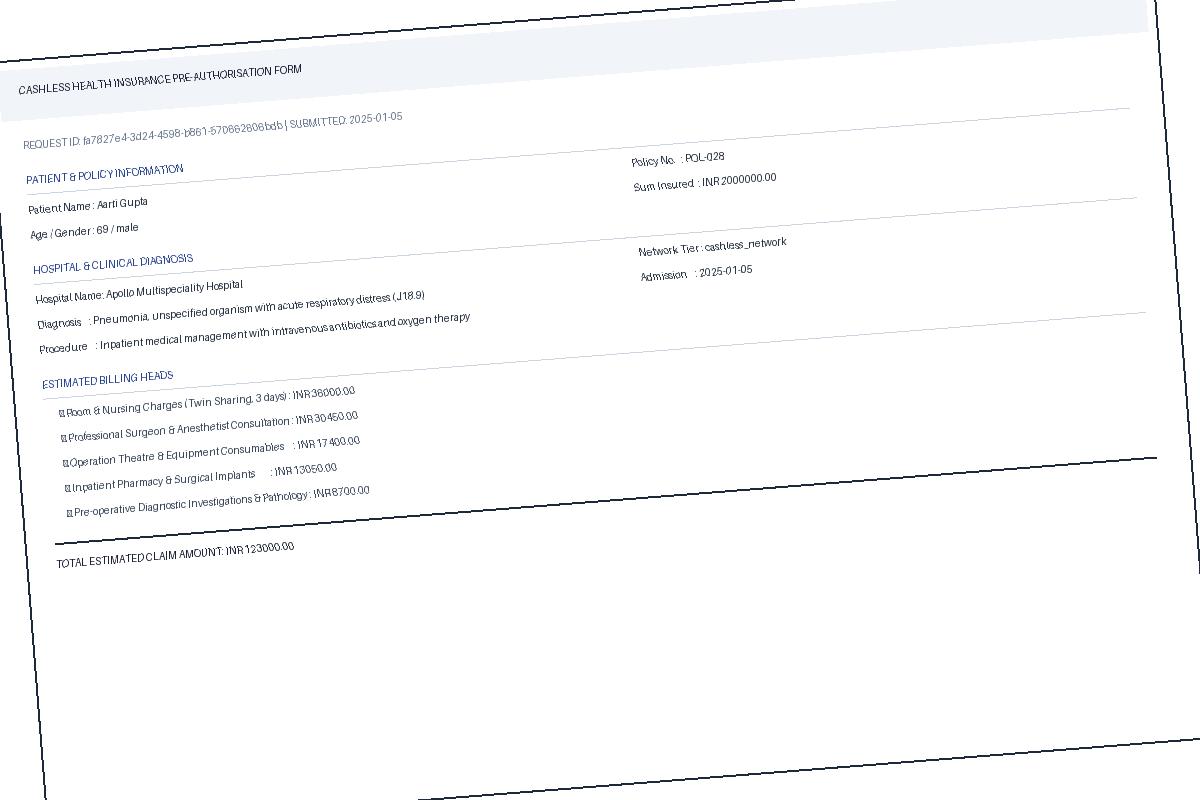 CASHLESS HEALTH INSURANCE PRE-AUTHORISATION FORM
REQUEST ID: fa7827e4-3d24-4598-b861-570662606bdb | SUBMITTED: 2025-01-05
PATIENT & POLICY INFORMATION
Patient Name : Aarti Gupta
Policy No. : POL-028
Age / Gender : 69 / male
Sum Insured : INR 2000000.00
HOSPITAL & CLINICAL DIAGNOSIS
Hospital Name: Apollo Multispeciality Hospital
Network Tier : cashless_network
Diagnosis : Pneumonia, unspecified organism with acute respiratory distress (J18.9)
Admission : 2025-01-05
Procedure : Inpatient medical management with intravenous antibiotics and oxygen therapy
ESTIMATED BILLING HEADS
Room & Nursing Charges (Twin Sharing, 3 days) : INR 36000.00
Professional Surgeon & Anesthetist Consultation : INR 30450.00
Operation Theatre & Equipment Consumables : INR 17400.00
Inpatient Pharmacy & Surgical Implants : INR 13050.00
Pre-operative Diagnostic Investigations & Pathology : INR 8700.00
TOTAL ESTIMATED CLAIM AMOUNT: INR 123000.00